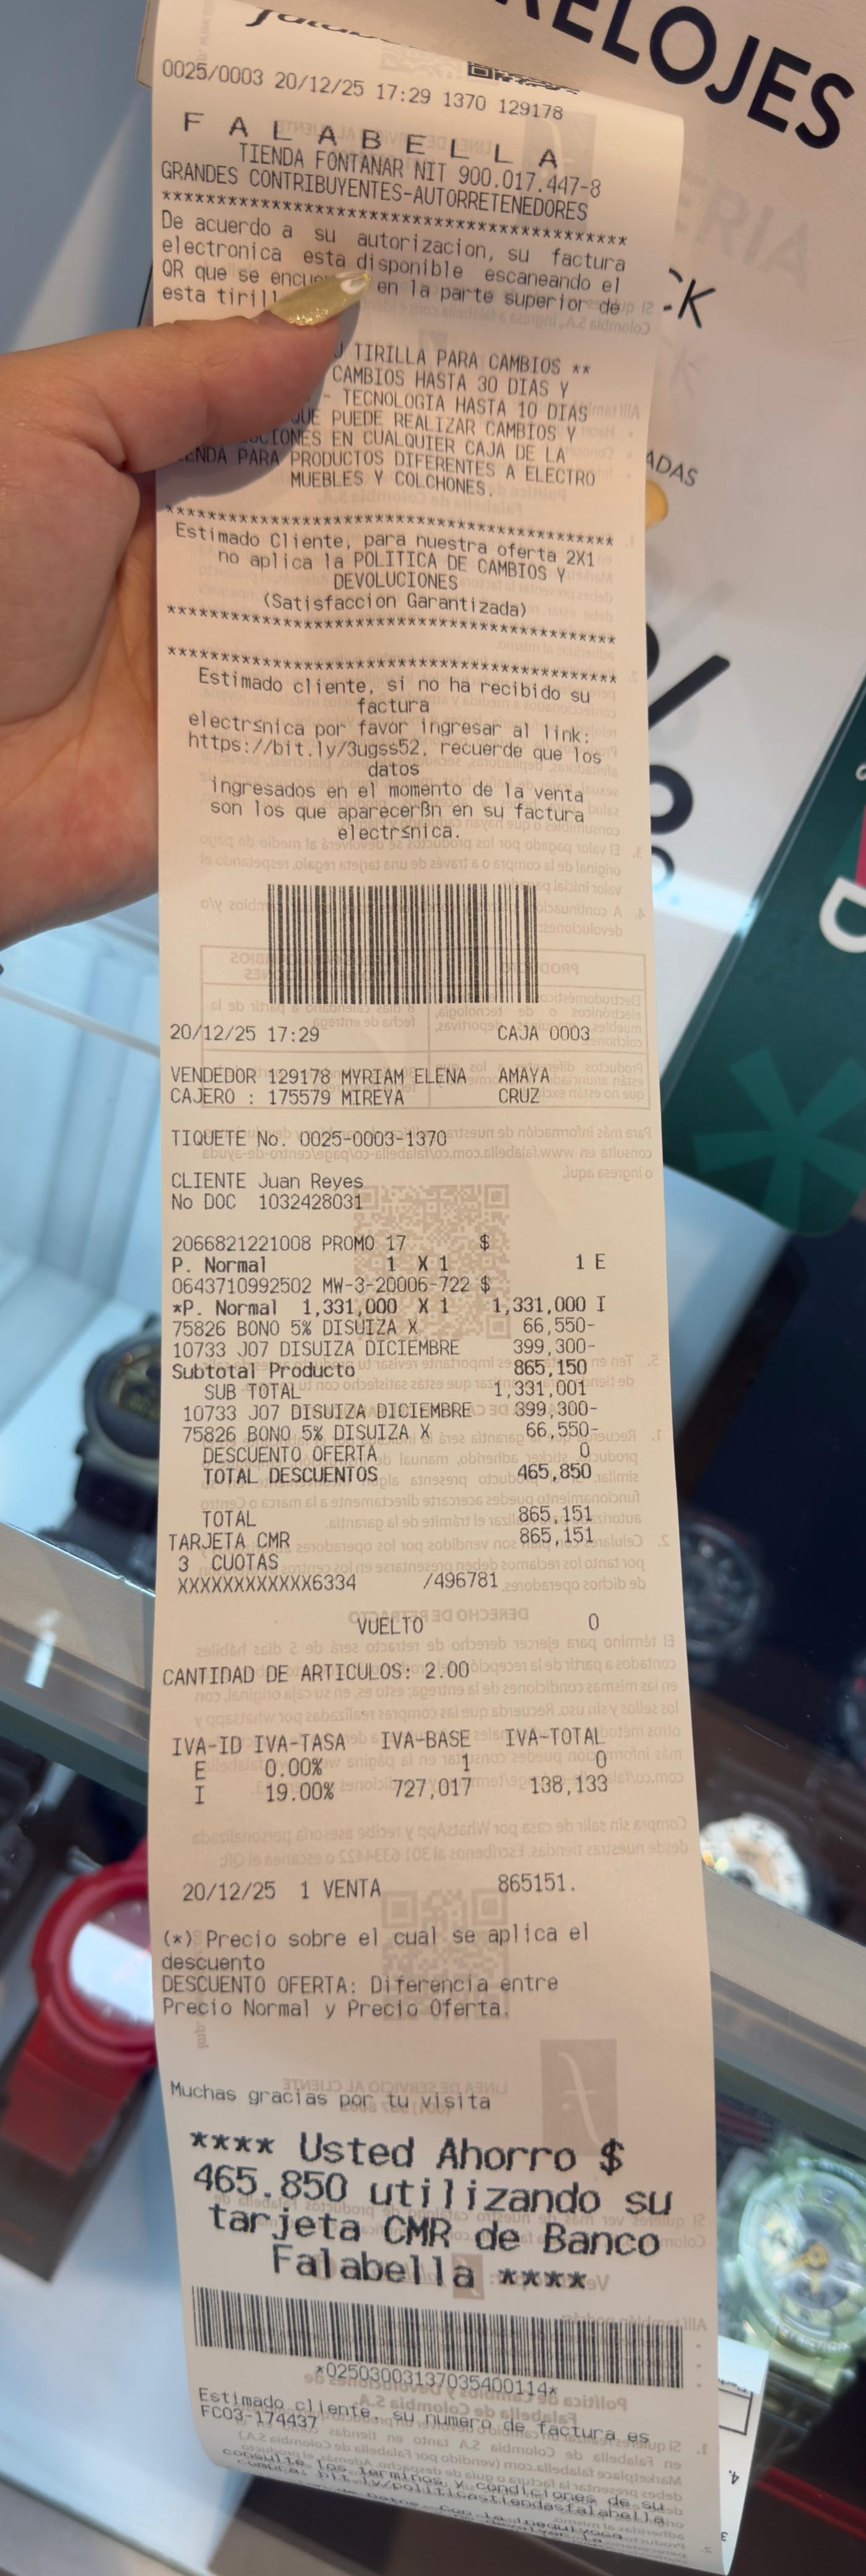 RELOJES
0025/0003 20/12/25 17:29 1370 129178
F A L A B E L L A
TIENDA FONTANAR NIT 900.017.447-8
GRANDES CONTRIBUYENTES-AUTORRETENEDORES
******************************************
De acuerdo a su autorizacion, su factura
electronica esta disponible escaneando el
QR que se en la parte superior de
esta
TIRILLA PARA CAMBIOS **
CAMBIOS HASTA 30 DIAS Y
- TECNOLOGIA HASTA 10 DIAS
QUE PUEDE REALIZAR CAMBIOS Y
EN CUALQUIER CAJA DE LA
PARA PRODUCTOS DIFERENTES A ELECTRO
MUEBLES Y COLCHONES.
******************************************
Estimado Cliente, para nuestra oferta 2X1
no aplica la POLITICA DE CAMBIOS Y
DEVOLUCIONES
(Satisfaccion Garantizada)
******************************************
******************************************
Estimado cliente, si no ha recibido su
factura
electr≤nica por favor ingresar al link:
https://bit.ly/3ugss52, recuerde que los
datos
ingresados en el momento de la venta
son los que aparecerßn en su factura
electr≤nica.
20/12/25 17:29 CAJA 0003
VENDEDOR 129178 MYRIAM ELENA AMAYA
CAJERO : 175579 MIREYA CRUZ
TIQUETE No. 0025-0003-1370
CLIENTE Juan Reyes
No DOC 1032428031
2066821221008 PROMO 17 $
P. Normal 1 X 1 1 E
0643710992502 MW-3-20006-722 $
*P. Normal 1,331,000 X 1 1,331,000 I
75826 BONO 5% DISUIZA X 66,550-
10733 J07 DISUIZA DICIEMBRE 399,300-
Subtotal Producto 865,150
SUB TOTAL 1,331,001
10733 J07 DISUIZA DICIEMBRE 399,300-
75826 BONO 5% DISUIZA X 66,550-
DESCUENTO OFERTA 0
TOTAL DESCUENTOS 465,850
TOTAL 865,151
TARJETA CMR 865,151
3 CUOTAS
XXXXXXXXXXXX6334 /496781
VUELTO 0
CANTIDAD DE ARTICULOS: 2.00
IVA-ID IVA-TASA IVA-BASE IVA-TOTAL
E 0.00% 1 0
I 19.00% 727,017 138,133
20/12/25 1 VENTA 865151.
(*) Precio sobre el cual se aplica el
descuento
DESCUENTO OFERTA: Diferencia entre
Precio Normal y Precio Oferta.
Muchas gracias por tu visita
**** Usted Ahorro $
465.850 utilizando su
tarjeta CMR de Banco
Falabella ****
*02503003137035400114*
Estimado cliente, su numero de factura es
FC03-174437
consulte los terminos y condiciones de su
compra: bit.ly/politicastiendasfalabella